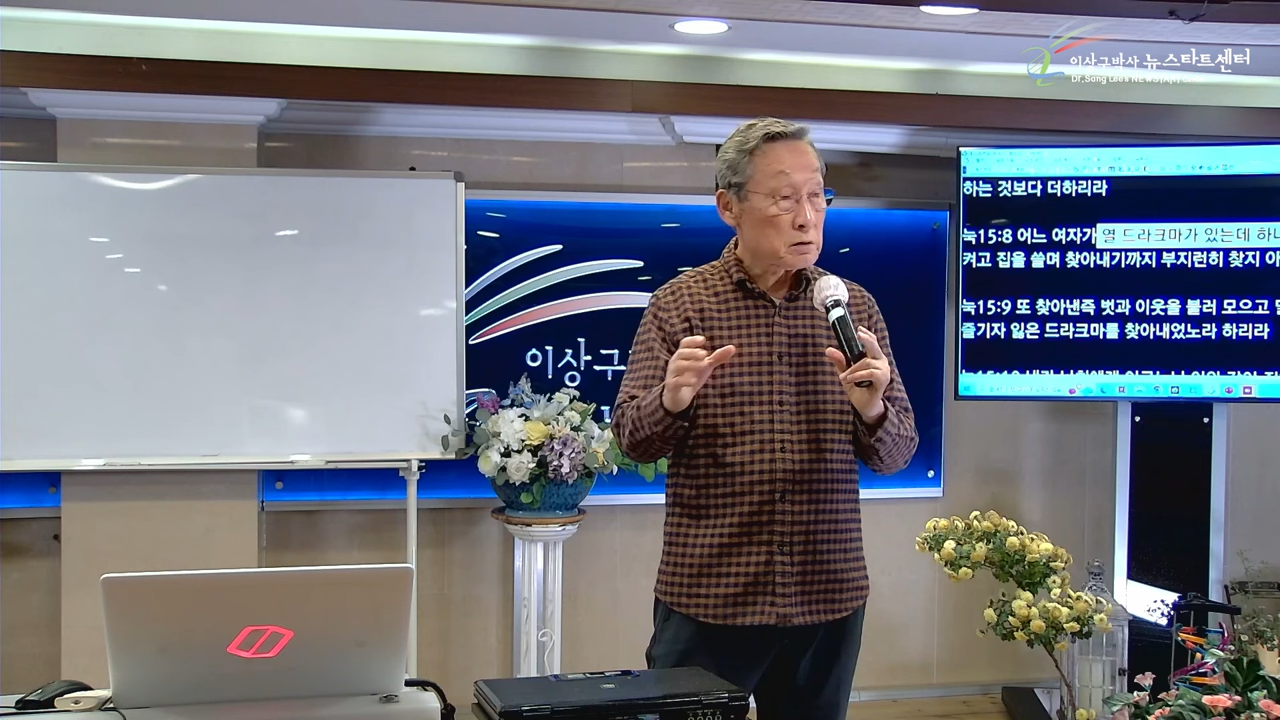 이상구박사 뉴스타트센터
Dr.Sang Lee's NEWSTART Center
하는 것보다 더하리라
눅15:8 어느 여자가 열 드라크마가 있는데 하나
켜고 집을 쓸며 찾아내기까지 부지런히 찾지 아
눅15:9 또 찾아낸즉 벗과 이웃을 불러 모으고
즐기자 잃은 드라크마를 찾아내었노라 하리라
이상구